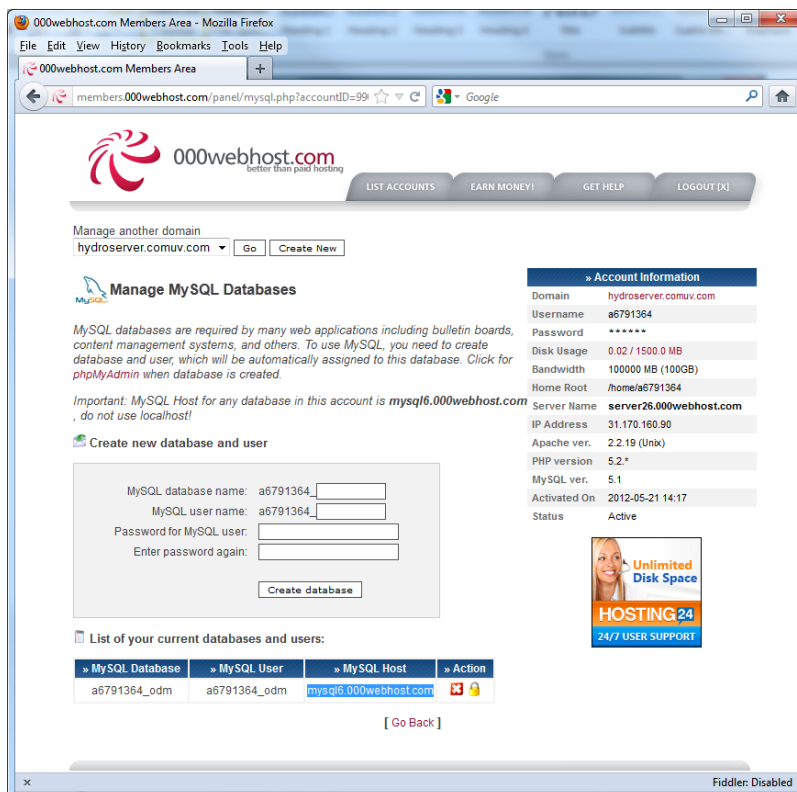 000webhost.com Members Area - Mozilla Firefox
File Edit View History Bookmarks Tools Help
000webhost.com Members Area
members.000webhost.com/panel/mysql.php?accountID=99
Google
000webhost.com
better than paid hosting
LIST ACCOUNTS EARN MONEY! GET HELP LOGOUT [X]
Manage another domain
hydroserver.comuv.com Go Create New
MySQL
Manage MySQL Databases
MySQL databases are required by many web applications including bulletin boards,
content management systems, and others. To use MySQL, you need to create
database and user, which will be automatically assigned to this database. Click for
phpMyAdmin when database is created.
Important: MySQL Host for any database in this account is mysql6.000webhost.com
, do not use localhost!
Create new database and user
MySQL database name: a6791364_
MySQL user name: a6791364_
Password for MySQL user:
Enter password again:
Create database
List of your current databases and users:
» MySQL Database » MySQL User » MySQL Host » Action
a6791364_odm a6791364_odm mysql6.000webhost.com
[ Go Back ]
» Account Information
Domain hydroserver.comuv.com
Username a6791364
Password ******
Disk Usage 0.02 / 1500.0 MB
Bandwidth 100000 MB (100GB)
Home Root /home/a6791364
Server Name server26.000webhost.com
IP Address 31.170.160.90
Apache ver. 2.2.19 (Unix)
PHP version 5.2.*
MySQL ver. 5.1
Activated On 2012-05-21 14:17
Status Active
Unlimited
Disk Space
HOSTING 24
24/7 USER SUPPORT
× Fiddler: Disabled